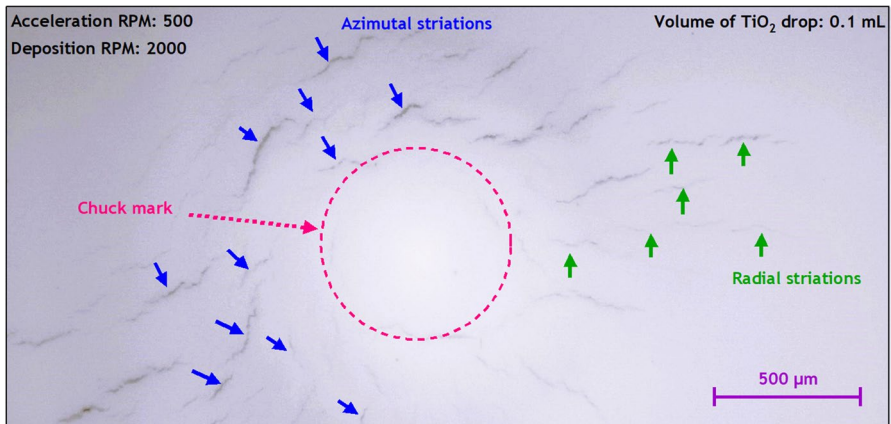 Acceleration RPM: 500
Deposition RPM: 2000
Azimutal striations
Volume of TiO₂ drop: 0.1 mL
Chuck mark
Radial striations
500 µm